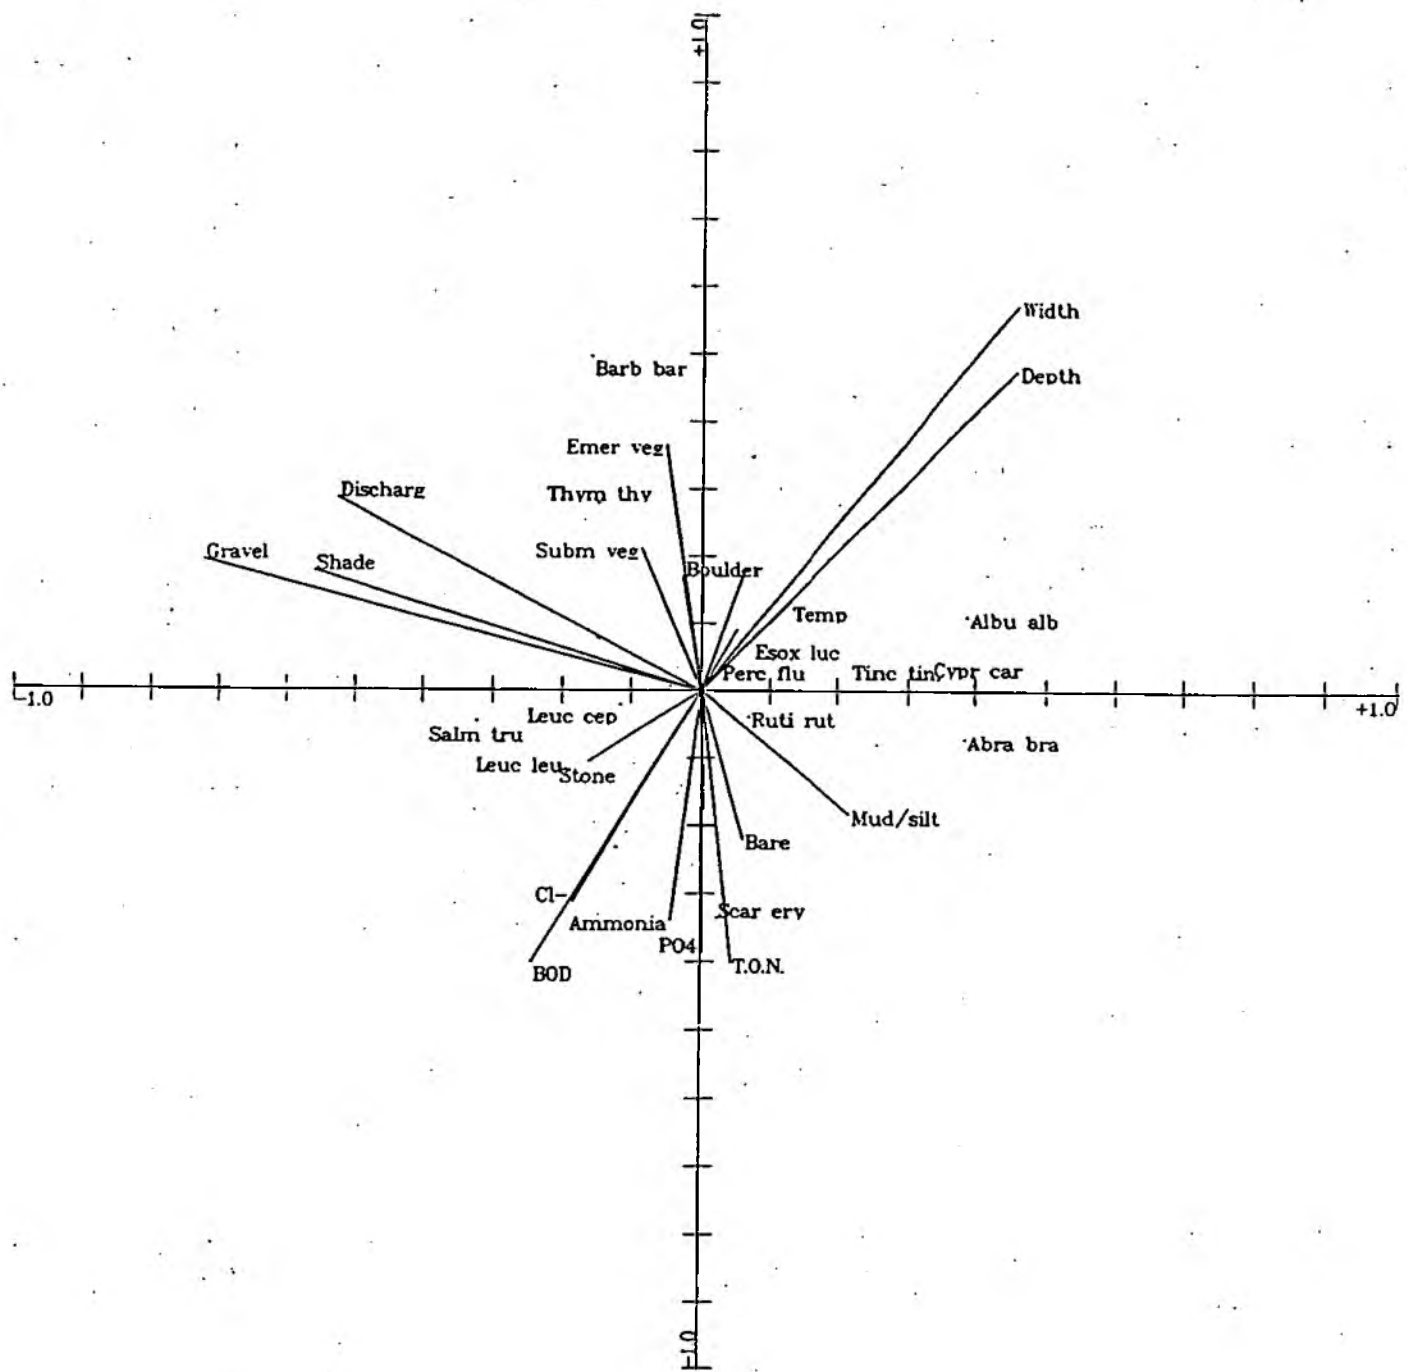 +1.0
Width
Barb bar
Depth
Emer veg
Discharg
Thym thy
Gravel
Shade
Subm veg
Boulder
Temp
Albu alb
Esox luc
Perc flu
Tinc tin
Cypr car
-1.0
+1.0
Leuc cep
Ruti rut
Salm tru
Abra bra
Leuc leu
Stone
Mud/silt
Bare
Cl-
Ammonia
Scar ery
PO4
BOD
T.O.N.
-1.0